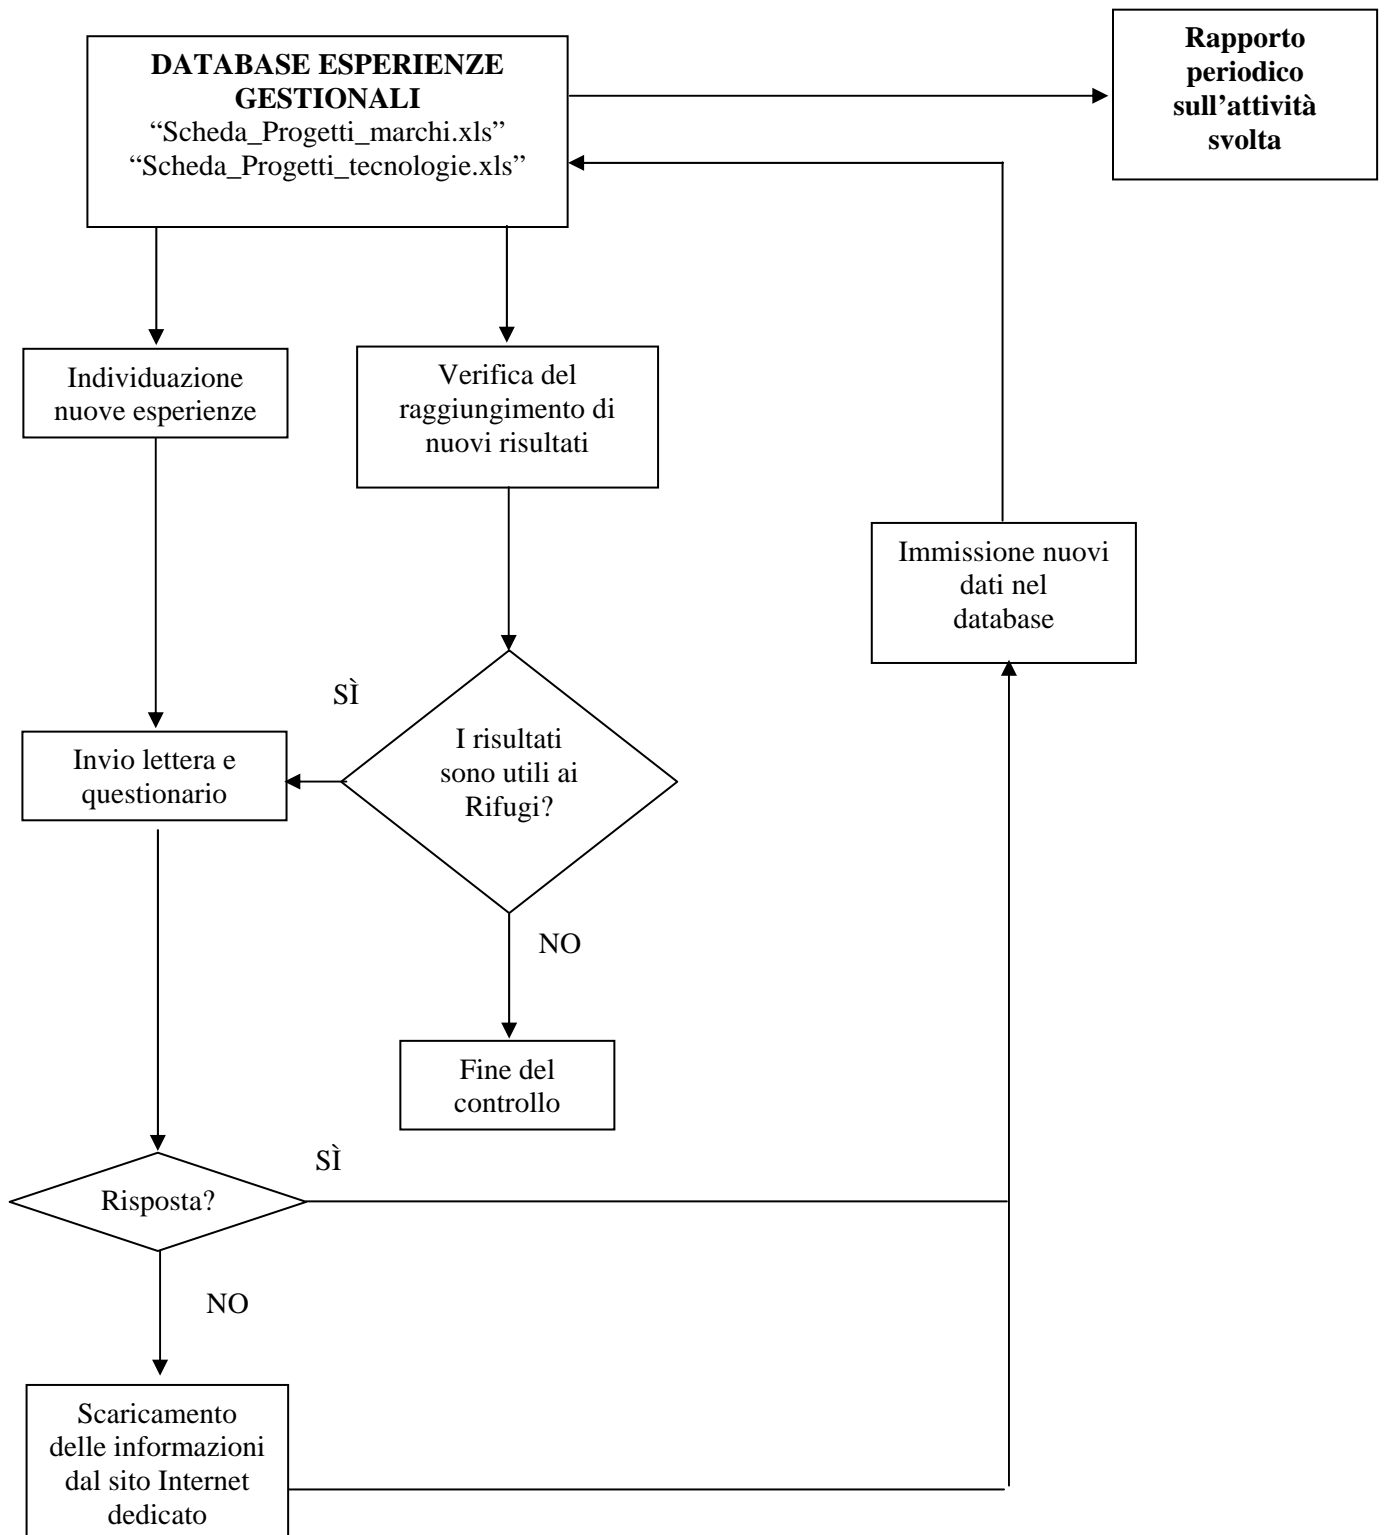 DATABASE ESPERIENZE
GESTIONALI
“Scheda_Progetti_marchi.xls”
“Scheda_Progetti_tecnologie.xls”
Rapporto
periodico
sull’attività
svolta
Individuazione
nuove esperienze
Verifica del
raggiungimento di
nuovi risultati
Immissione nuovi
dati nel
database
SÌ
I risultati
sono utili ai
Rifugi?
Invio lettera e
questionario
NO
Fine del
controllo
SÌ
Risposta?
NO
Scaricamento
delle informazioni
dal sito Internet
dedicato